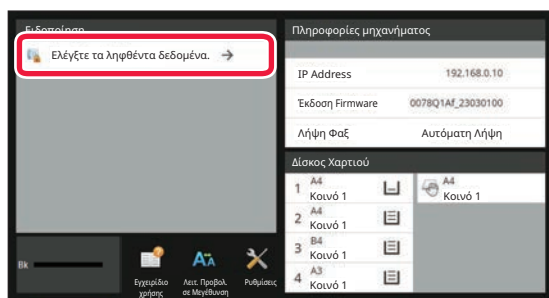 Ειδοποίηση
Ελέγξτε τα ληφθέντα δεδομένα. →
Πληροφορίες μηχανήματος
IP Address 192.168.0.10
Έκδοση Firmware 0078Q1Af_23030100
Λήψη Φαξ Αυτόματη Λήψη
Δίσκος Χαρτιού
1 A4
Κοινό 1
A4
Κοινό 1
2 A4
Κοινό 1
3 B4
Κοινό 1
4 A3
Κοινό 1
Bk
Εγχειρίδιο
χρήσης
Λειτ. Προβολ.
σε Μεγέθυνση
Ρυθμίσεις